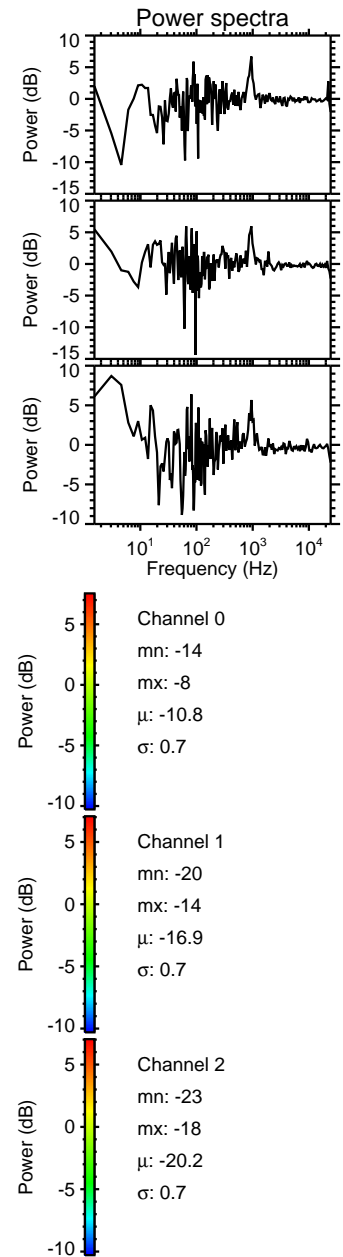 Power spectra
10
5
0
-5
-10
-15
Power (dB)
10
5
0
-5
-10
-15
Power (dB)
10
5
0
-5
-10
Power (dB)
10¹ 10² 10³ 10⁴
Frequency (Hz)
5
0
-5
-10
Power (dB)
Channel 0
mn: -14
mx: -8
μ: -10.8
σ: 0.7
5
0
-5
-10
Power (dB)
Channel 1
mn: -20
mx: -14
μ: -16.9
σ: 0.7
5
0
-5
-10
Power (dB)
Channel 2
mn: -23
mx: -18
μ: -20.2
σ: 0.7